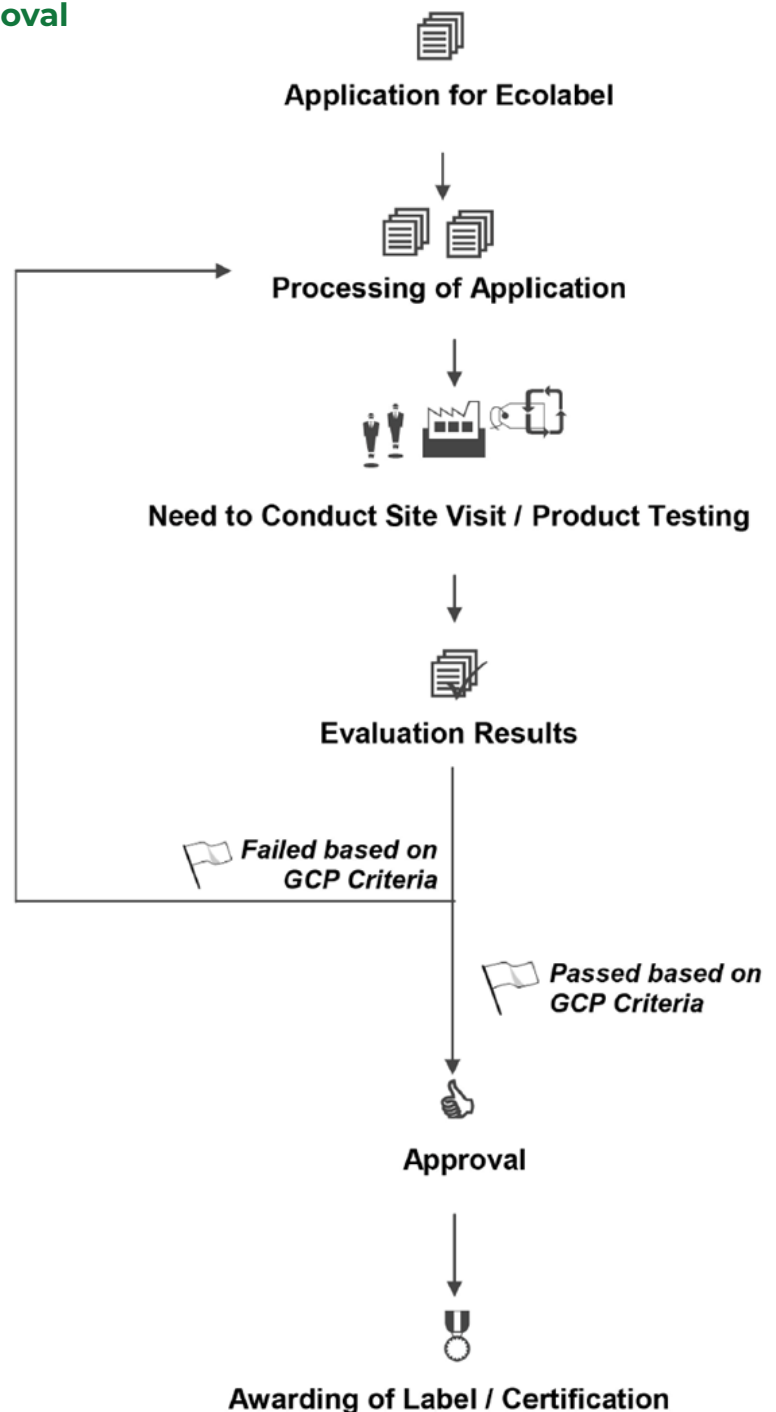 oval
Application for Ecolabel
Processing of Application
Need to Conduct Site Visit / Product Testing
Evaluation Results
Failed based on
GCP Criteria
Passed based on
GCP Criteria
Approval
Awarding of Label / Certification